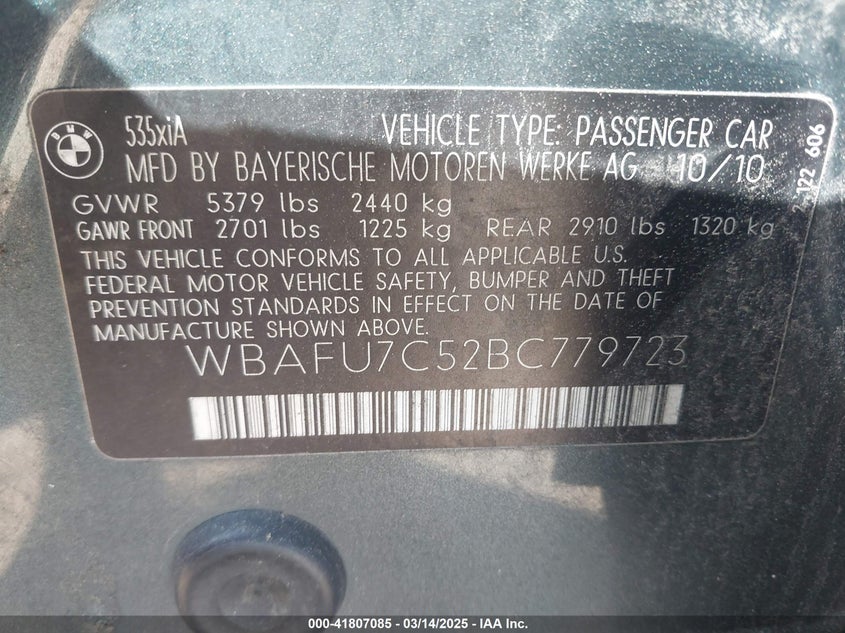 BMW
535xiA
VEHICLE TYPE: PASSENGER CAR
MFD BY BAYERISCHE MOTOREN WERKE AG 10/10
GVWR 5379 lbs 2440 kg
GAWR FRONT 2701 lbs 1225 kg REAR 2910 lbs 1320 kg
THIS VEHICLE CONFORMS TO ALL APPLICABLE U.S.
FEDERAL MOTOR VEHICLE SAFETY, BUMPER AND THEFT
PREVENTION STANDARDS IN EFFECT ON THE DATE OF
MANUFACTURE SHOWN ABOVE.
WBAFU7C52BC779723
122 606
000-41807085 / 03/14/2025 / IAA Inc.